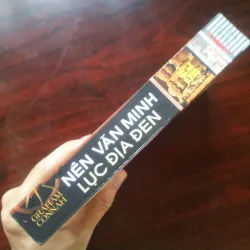 GRAHAM
CONNAH
NỀN VĂN MINH
LỤC ĐỊA ĐEN